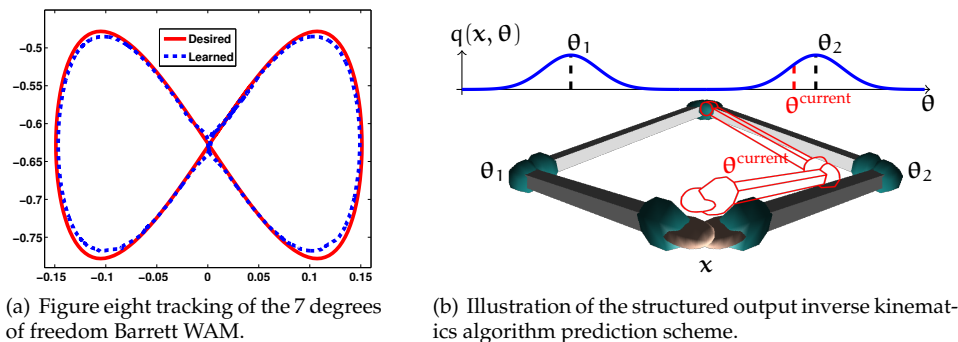 Desired
Learned
−0.5
−0.55
−0.6
−0.65
−0.7
−0.75
−0.15
−0.1
−0.05
0
0.05
0.1
0.15
(a) Figure eight tracking of the 7 degrees
of freedom Barrett WAM.
q(x, θ)
θ1
θ2
θcurrent
θ
θ1
θcurrent
θ2
x
(b) Illustration of the structured output inverse kinemat-
ics algorithm prediction scheme.